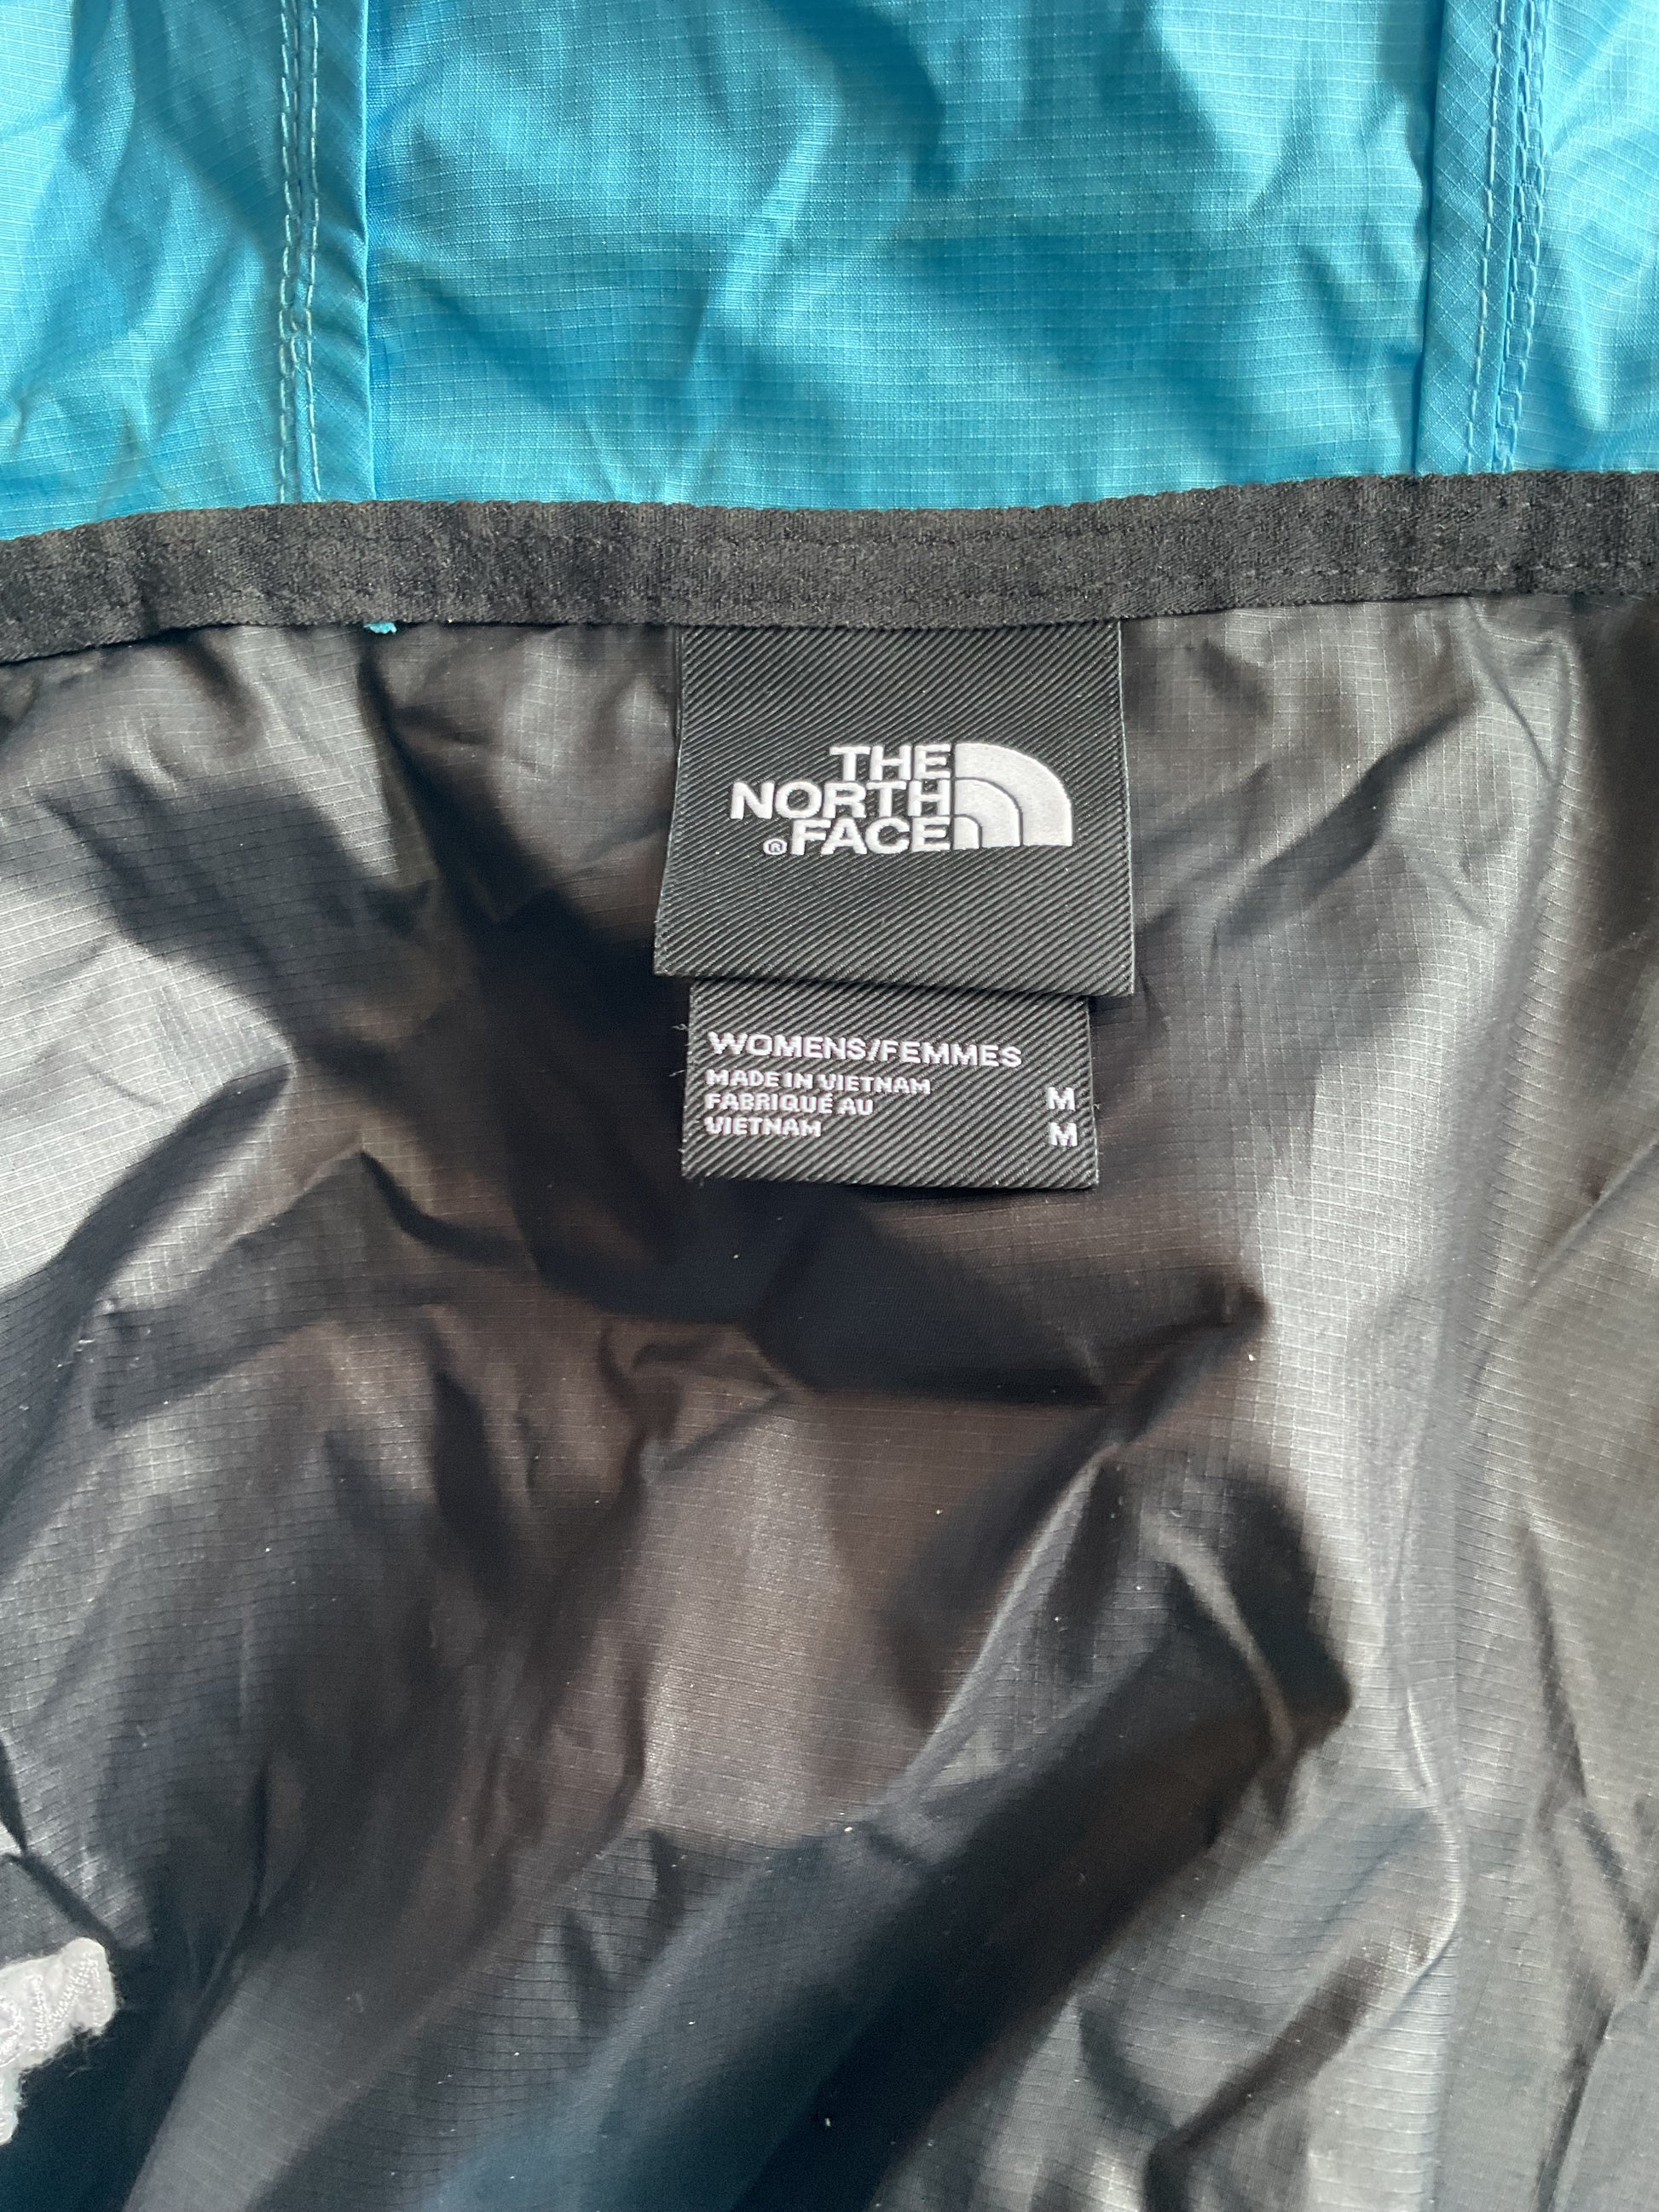 THE
NORTH
®FACE
WOMENS/FEMMES
MADE IN VIETNAM M
FABRIQUÉ AU
VIETNAM M